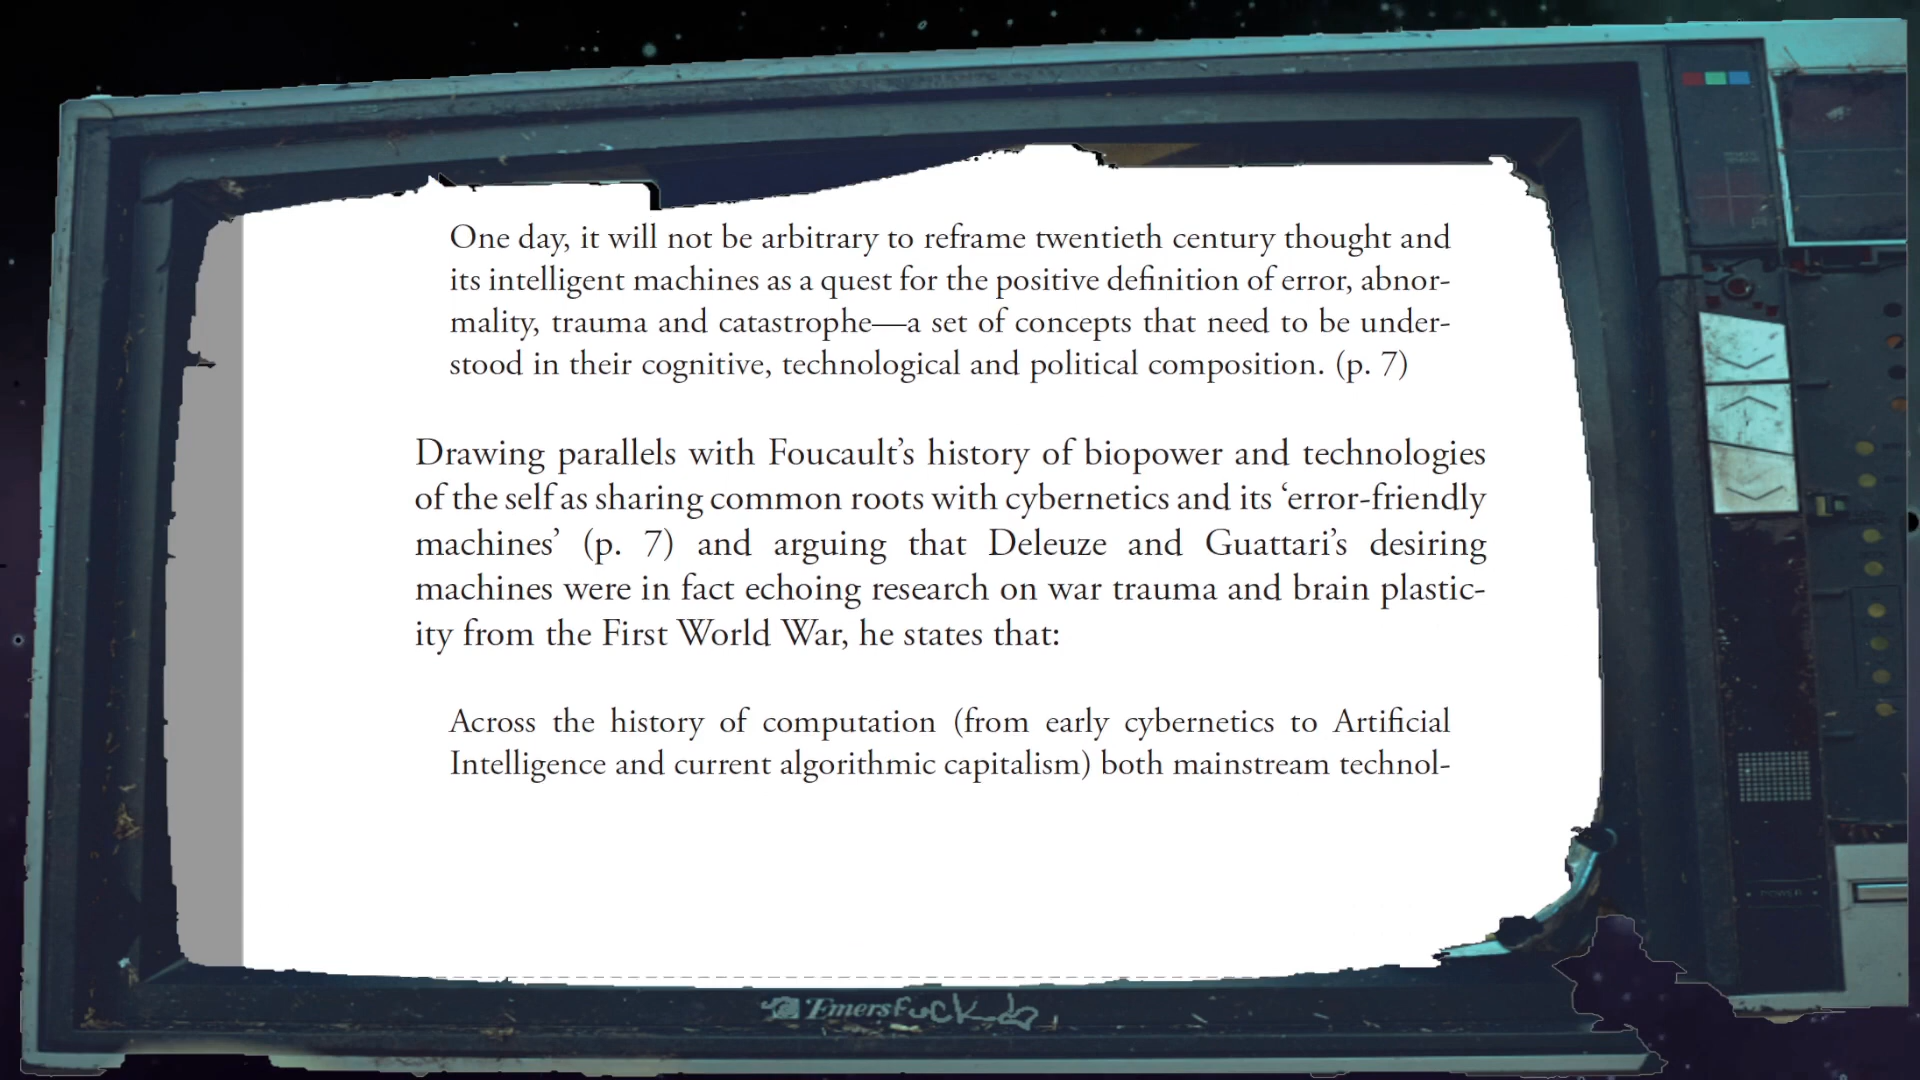 One day, it will not be arbitrary to reframe twentieth century thought and
its intelligent machines as a quest for the positive definition of error, abnor-
mality, trauma and catastrophe—a set of concepts that need to be under-
stood in their cognitive, technological and political composition. (p. 7)
Drawing parallels with Foucault’s history of biopower and technologies
of the self as sharing common roots with cybernetics and its ‘error-friendly
machines’ (p. 7) and arguing that Deleuze and Guattari’s desiring
machines were in fact echoing research on war trauma and brain plastic-
ity from the First World War, he states that:
Across the history of computation (from early cybernetics to Artificial
Intelligence and current algorithmic capitalism) both mainstream technol-
EmersFuCK
POWER